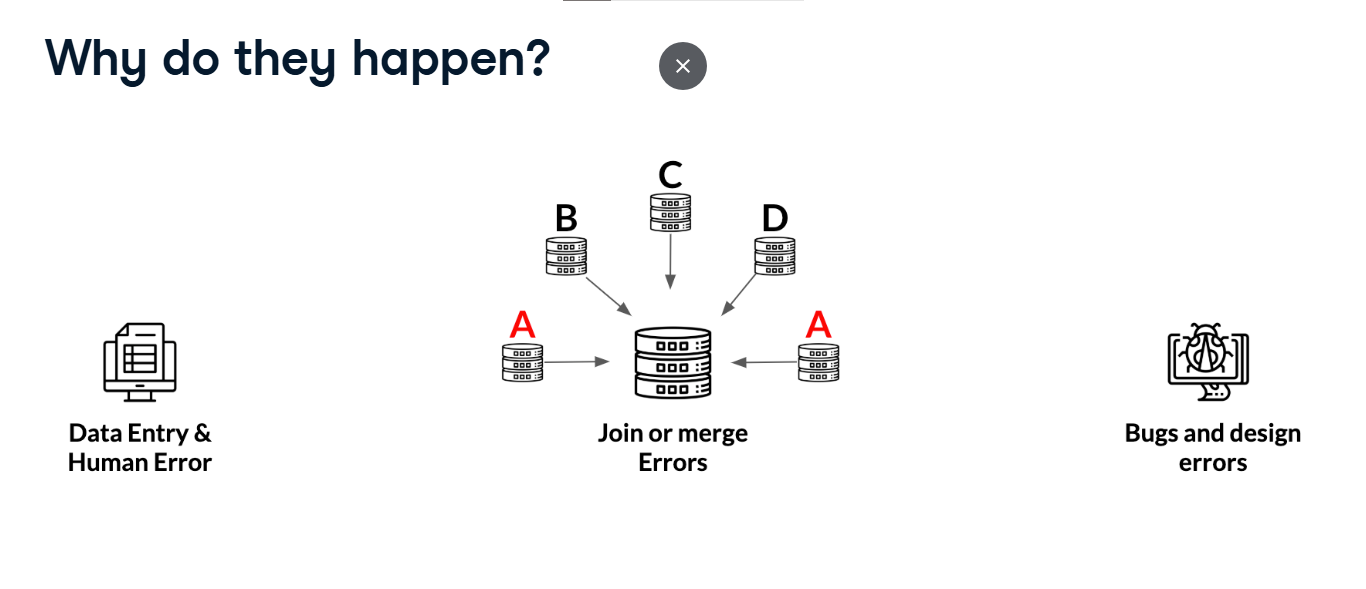 Why do they happen?
C
B
D
A
A
Data Entry &
Human Error
Join or merge
Errors
Bugs and design
errors